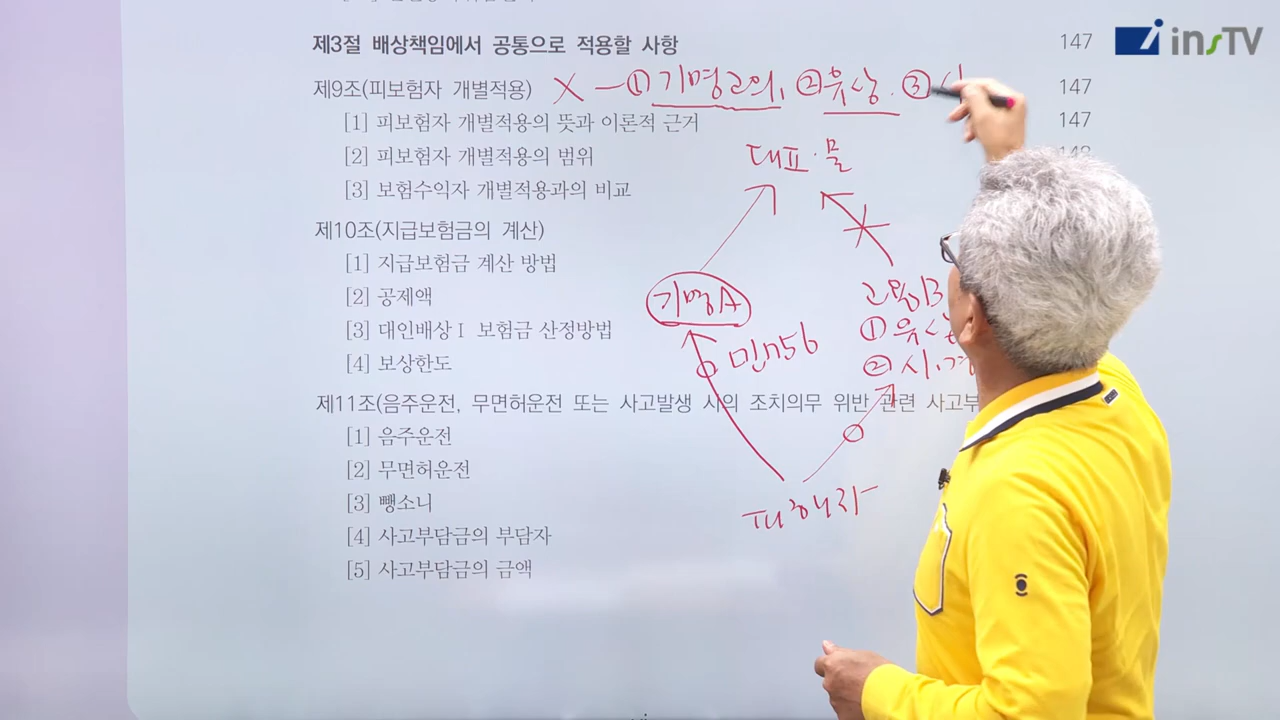 insTV
제3절 배상책임에서 공통으로 적용할 사항 147
제9조(피보험자 개별적용) X - ① 기명고의, ② 유상. ③ 147
[1] 피보험자 개별적용의 뜻과 이론적 근거 147
[2] 피보험자 개별적용의 범위
대표·물
[3] 보험수익자 개별적용과의 비교
제10조(지급보험금의 계산)
[1] 지급보험금 계산 방법
[2] 공제액
기명A
① 유상
[3] 대인배상Ⅰ 보험금 산정방법
민756
② 시.
[4] 보상한도
제11조(음주운전, 무면허운전 또는 사고발생 시의 조치의무 위반 관련 사고부
[1] 음주운전
[2] 무면허운전
[3] 뺑소니
피해자
[4] 사고부담금의 부담자
[5] 사고부담금의 금액